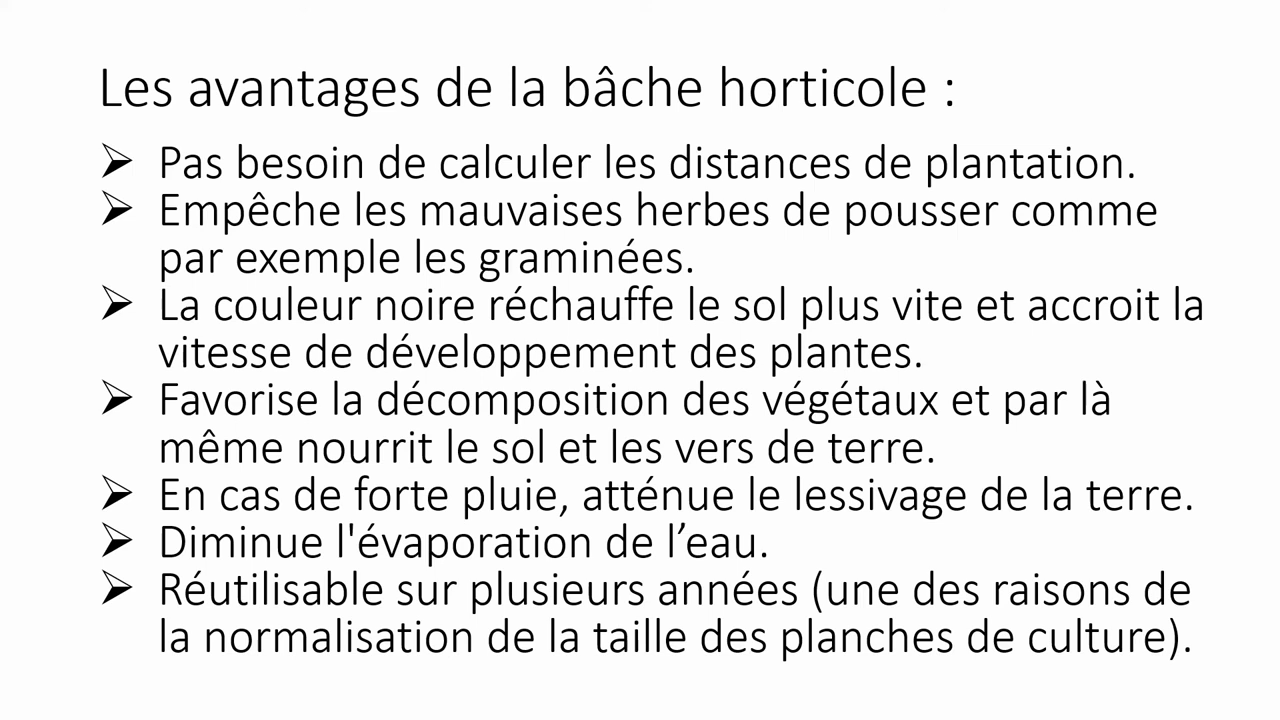 Les avantages de la bâche horticole :
➢ Pas besoin de calculer les distances de plantation.
➢ Empêche les mauvaises herbes de pousser comme
par exemple les graminées.
➢ La couleur noire réchauffe le sol plus vite et accroit la
vitesse de développement des plantes.
➢ Favorise la décomposition des végétaux et par là
même nourrit le sol et les vers de terre.
➢ En cas de forte pluie, atténue le lessivage de la terre.
➢ Diminue l'évaporation de l’eau.
➢ Réutilisable sur plusieurs années (une des raisons de
la normalisation de la taille des planches de culture).